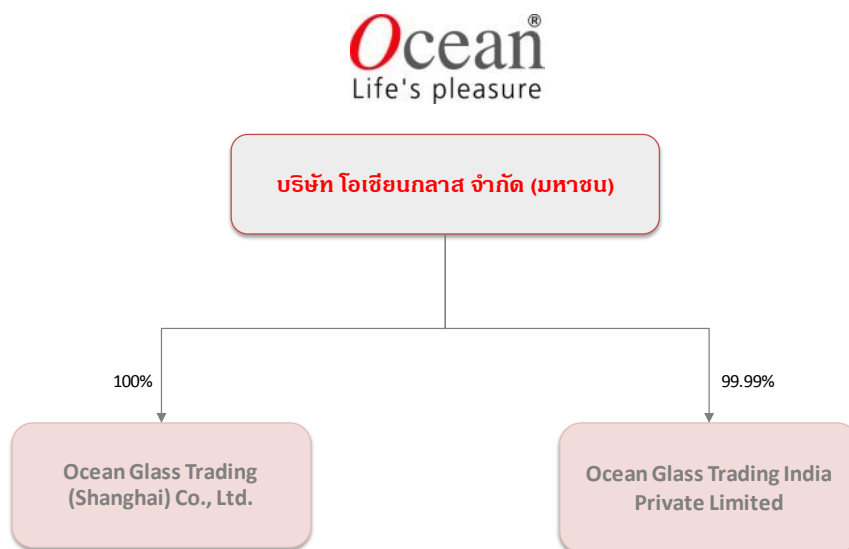 Ocean®
Life's pleasure
บริษัท โอเชียนกลาส จำกัด (มหาชน)
100%
99.99%
Ocean Glass Trading
(Shanghai) Co., Ltd.
Ocean Glass Trading India
Private Limited